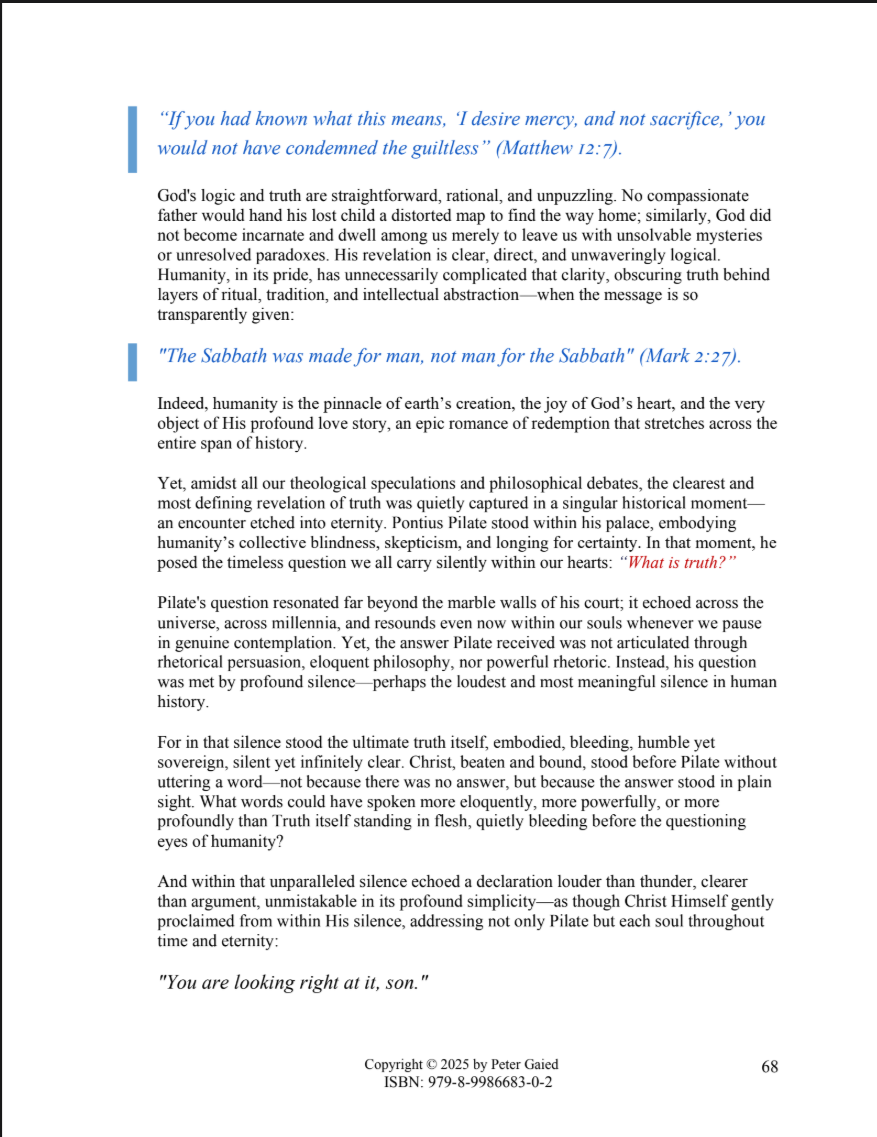 “If you had known what this means, ‘I desire mercy, and not sacrifice,’ you
would not have condemned the guiltless” (Matthew 12:7).
God's logic and truth are straightforward, rational, and unpuzzling. No compassionate
father would hand his lost child a distorted map to find the way home; similarly, God did
not become incarnate and dwell among us merely to leave us with unsolvable mysteries
or unresolved paradoxes. His revelation is clear, direct, and unwaveringly logical.
Humanity, in its pride, has unnecessarily complicated that clarity, obscuring truth behind
layers of ritual, tradition, and intellectual abstraction—when the message is so
transparently given:
"The Sabbath was made for man, not man for the Sabbath" (Mark 2:27).
Indeed, humanity is the pinnacle of earth’s creation, the joy of God’s heart, and the very
object of His profound love story, an epic romance of redemption that stretches across the
entire span of history.
Yet, amidst all our theological speculations and philosophical debates, the clearest and
most defining revelation of truth was quietly captured in a singular historical moment—
an encounter etched into eternity. Pontius Pilate stood within his palace, embodying
humanity’s collective blindness, skepticism, and longing for certainty. In that moment, he
posed the timeless question we all carry silently within our hearts: “What is truth?”
Pilate's question resonated far beyond the marble walls of his court; it echoed across the
universe, across millennia, and resounds even now within our souls whenever we pause
in genuine contemplation. Yet, the answer Pilate received was not articulated through
rhetorical persuasion, eloquent philosophy, nor powerful rhetoric. Instead, his question
was met by profound silence—perhaps the loudest and most meaningful silence in human
history.
For in that silence stood the ultimate truth itself, embodied, bleeding, humble yet
sovereign, silent yet infinitely clear. Christ, beaten and bound, stood before Pilate without
uttering a word—not because there was no answer, but because the answer stood in plain
sight. What words could have spoken more eloquently, more powerfully, or more
profoundly than Truth itself standing in flesh, quietly bleeding before the questioning
eyes of humanity?
And within that unparalleled silence echoed a declaration louder than thunder, clearer
than argument, unmistakable in its profound simplicity—as though Christ Himself gently
proclaimed from within His silence, addressing not only Pilate but each soul throughout
time and eternity:
"You are looking right at it, son."
Copyright © 2025 by Peter Gaied
ISBN: 979-8-9986683-0-2
68